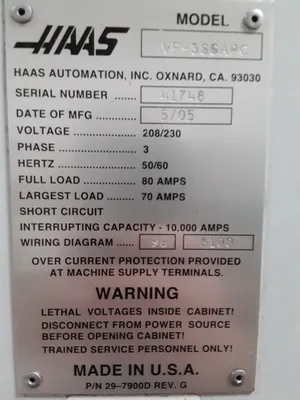 HAAS
MODEL
VF-3SSAPC
HAAS AUTOMATION, INC. OXNARD, CA. 93030
SERIAL NUMBER ........ 41748
DATE OF MFG ............ 5/05
VOLTAGE .................... 208/230
PHASE ......................... 3
HERTZ .......................... 50/60
FULL LOAD ................. 80 AMPS
LARGEST LOAD ........ 70 AMPS
SHORT CIRCUIT
INTERRUPTING CAPACITY - 10,000 AMPS
WIRING DIAGRAM ......
OVER CURRENT PROTECTION PROVIDED
AT MACHINE SUPPLY TERMINALS.
WARNING
LETHAL VOLTAGES INSIDE CABINET!
DISCONNECT FROM POWER SOURCE
BEFORE OPENING CABINET!
TRAINED SERVICE PERSONNEL ONLY!
MADE IN U.S.A.
P/N 29-7900D REV. G